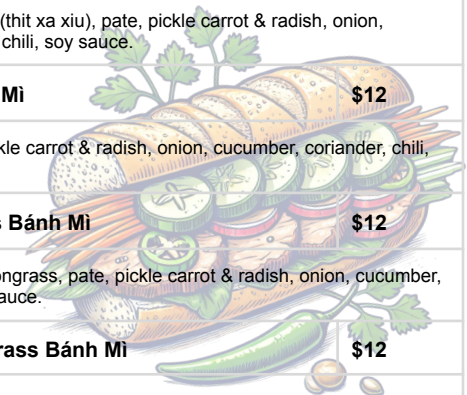 (thit xa xiu), pate, pickle carrot & radish, onion,
chili, soy sauce.
Mì $12
kle carrot & radish, onion, cucumber, coriander, chili,
s Bánh Mì $12
ongrass, pate, pickle carrot & radish, onion, cucumber,
auce.
rass Bánh Mì $12